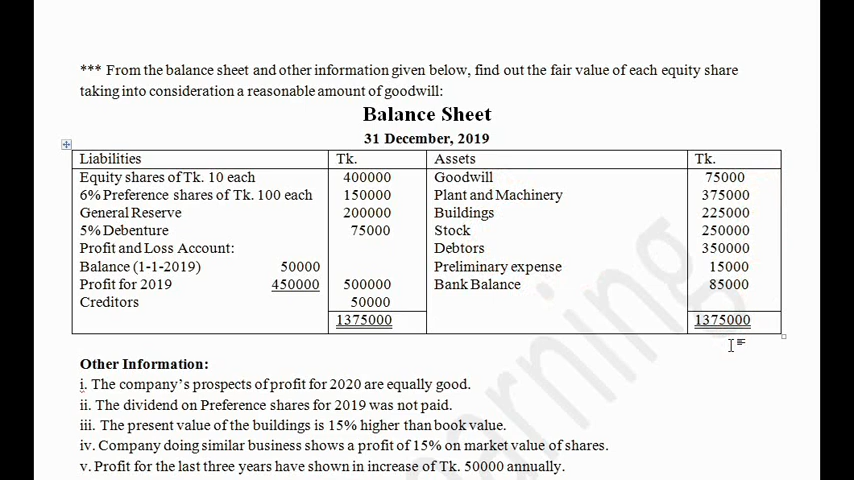 *** From the balance sheet and other information given below, find out the fair value of each equity share
taking into consideration a reasonable amount of goodwill:
Balance Sheet
31 December, 2019
Liabilities Tk. Assets Tk.
Equity shares of Tk. 10 each 400000 Goodwill 75000
6% Preference shares of Tk. 100 each 150000 Plant and Machinery 375000
General Reserve 200000 Buildings 225000
5% Debenture 75000 Stock 250000
Profit and Loss Account: Debtors 350000
Balance (1-1-2019) 50000 Preliminary expense 15000
Profit for 2019 450000 500000 Bank Balance 85000
Creditors 50000
1375000 1375000
Other Information:
i. The company's prospects of profit for 2020 are equally good.
ii. The dividend on Preference shares for 2019 was not paid.
iii. The present value of the buildings is 15% higher than book value.
iv. Company doing similar business shows a profit of 15% on market value of shares.
v. Profit for the last three years have shown in increase of Tk. 50000 annually.